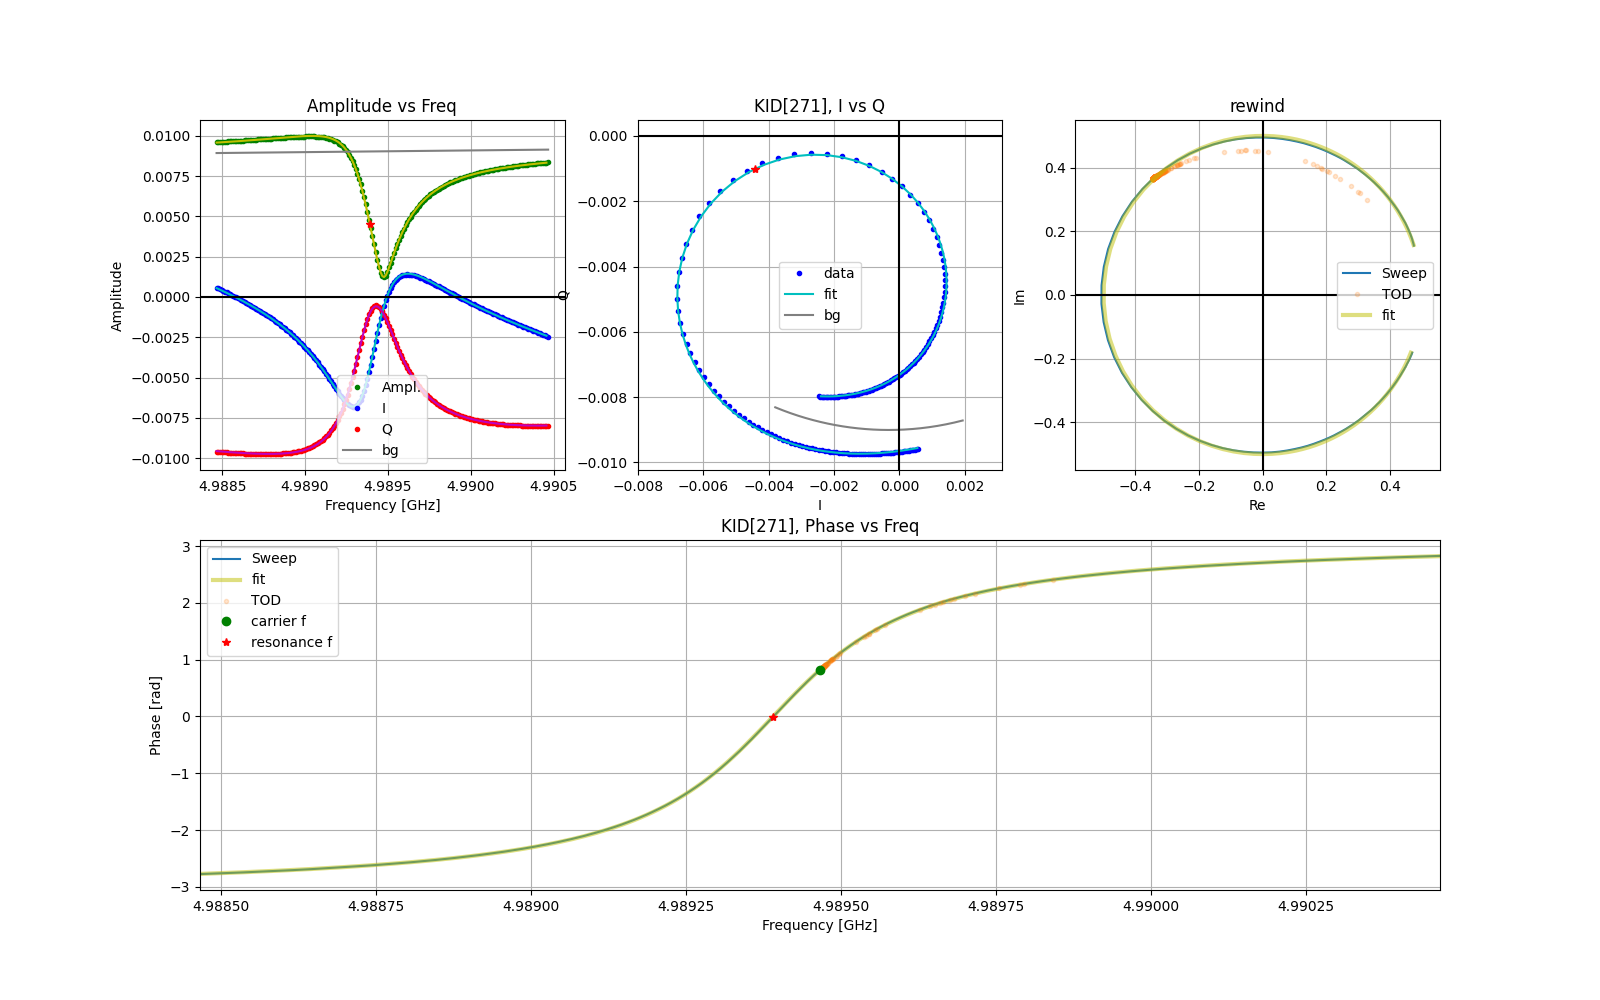 Amplitude vs Freq
0.0100
0.0075
0.0050
0.0025
0.0000
−0.0025
−0.0050
−0.0075
−0.0100
Amplitude
Ampl.
I
Q
bg
4.9885 4.9890 4.9895 4.9900 4.9905
Frequency [GHz]
KID[271], I vs Q
0.000
−0.002
−0.004
−0.006
−0.008
−0.010
Q
data
fit
bg
−0.008 −0.006 −0.004 −0.002 0.000 0.002
I
rewind
0.4
0.2
0.0
−0.2
−0.4
Im
Sweep
TOD
fit
−0.4 −0.2 0.0 0.2 0.4
Re
KID[271], Phase vs Freq
3
2
1
0
−1
−2
−3
Phase [rad]
Sweep
fit
TOD
carrier f
resonance f
4.98850 4.98875 4.98900 4.98925 4.98950 4.98975 4.99000 4.99025
Frequency [GHz]